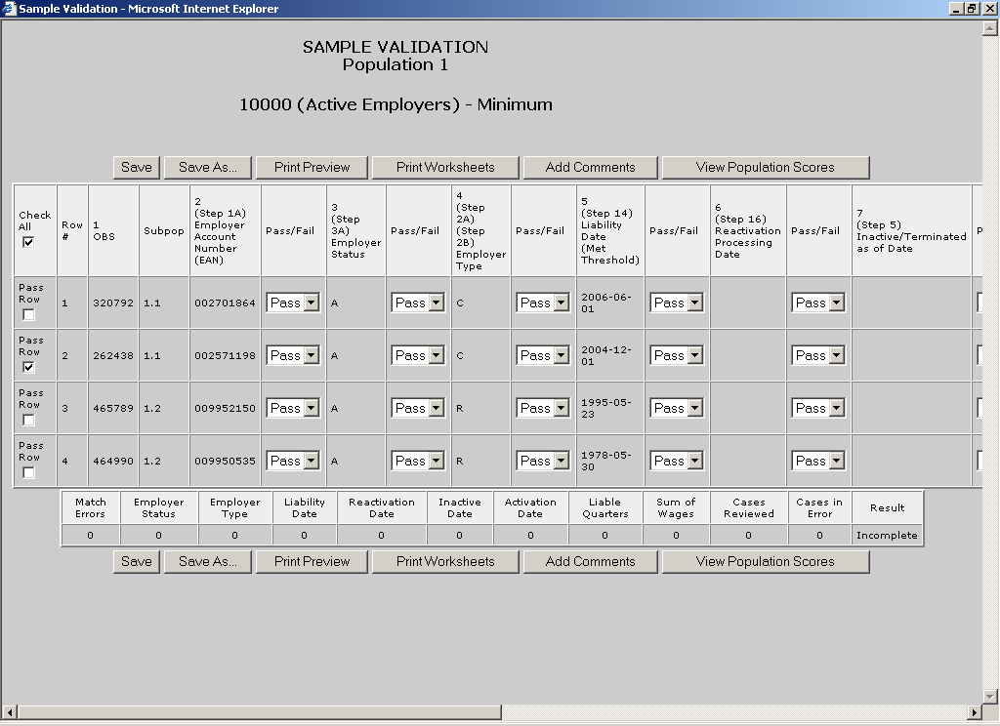 Sample Validation - Microsoft Internet Explorer
SAMPLE VALIDATION
Population 1
10000 (Active Employers) - Minimum
Save Save As... Print Preview Print Worksheets Add Comments View Population Scores
Check All Row # 1 OBS Subpop 2 (Step 1A) Employer Account Number (EAN) Pass/Fail 3 (Step 3A) Employer Status Pass/Fail 4 (Step 2A) (Step 2B) Employer Type Pass/Fail 5 (Step 14) Liability Date (Met Threshold) Pass/Fail 6 (Step 16) Reactivation Processing Date Pass/Fail 7 (Step 5) Inactive/Terminated as of Date P
Pass Row 1 320792 1.1 002701864 Pass A Pass C Pass 2006-06-01 Pass Pass
Pass Row 2 262438 1.1 002571198 Pass A Pass C Pass 2004-12-01 Pass Pass
Pass Row 3 465789 1.2 009952150 Pass A Pass R Pass 1995-05-23 Pass Pass
Pass Row 4 464990 1.2 009950535 Pass A Pass R Pass 1978-05-30 Pass Pass
Match Errors Employer Status Employer Type Liability Date Reactivation Date Inactive Date Activation Date Liable Quarters Sum of Wages Cases Reviewed Cases in Error Result
0 0 0 0 0 0 0 0 0 0 0 Incomplete
Save Save As... Print Preview Print Worksheets Add Comments View Population Scores